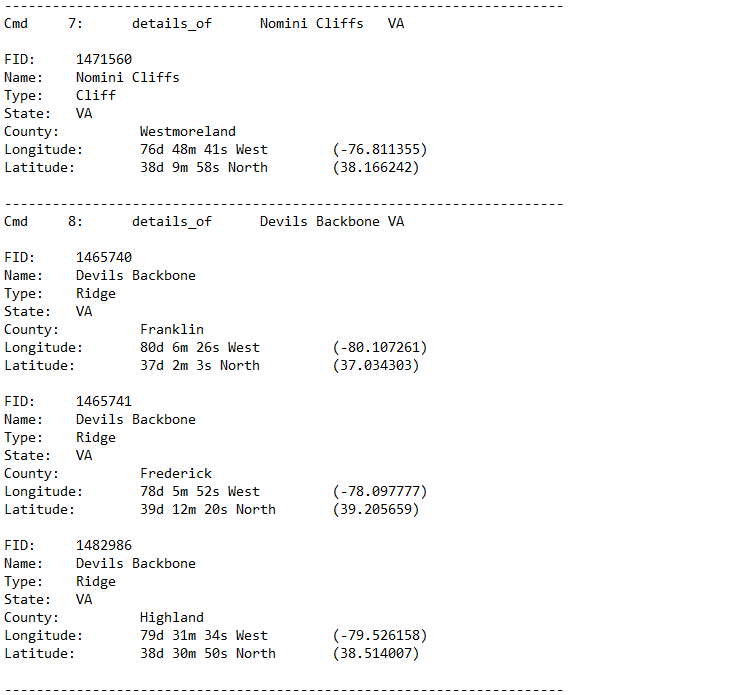 ----------------------------------------------------------------------
Cmd     7:      details_of      Nomini Cliffs   VA
FID:     1471560
Name:    Nomini Cliffs
Type:    Cliff
State:   VA
County:          Westmoreland
Longitude:       76d 48m 41s West        (-76.811355)
Latitude:        38d 9m 58s North        (38.166242)
----------------------------------------------------------------------
Cmd     8:      details_of      Devils Backbone VA
FID:     1465740
Name:    Devils Backbone
Type:    Ridge
State:   VA
County:          Franklin
Longitude:       80d 6m 26s West         (-80.107261)
Latitude:        37d 2m 3s North         (37.034303)
FID:     1465741
Name:    Devils Backbone
Type:    Ridge
State:   VA
County:          Frederick
Longitude:       78d 5m 52s West         (-78.097777)
Latitude:        39d 12m 20s North       (39.205659)
FID:     1482986
Name:    Devils Backbone
Type:    Ridge
State:   VA
County:          Highland
Longitude:       79d 31m 34s West        (-79.526158)
Latitude:        38d 30m 50s North       (38.514007)
----------------------------------------------------------------------